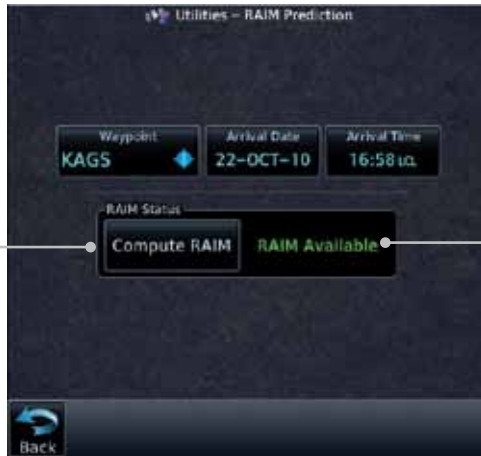 Utilities – RAIM Prediction
Waypoint
Arrival Date
Arrival Time
KAGS
22-OCT-10
16:58
RAIM Status
Compute RAIM
RAIM Available
Back